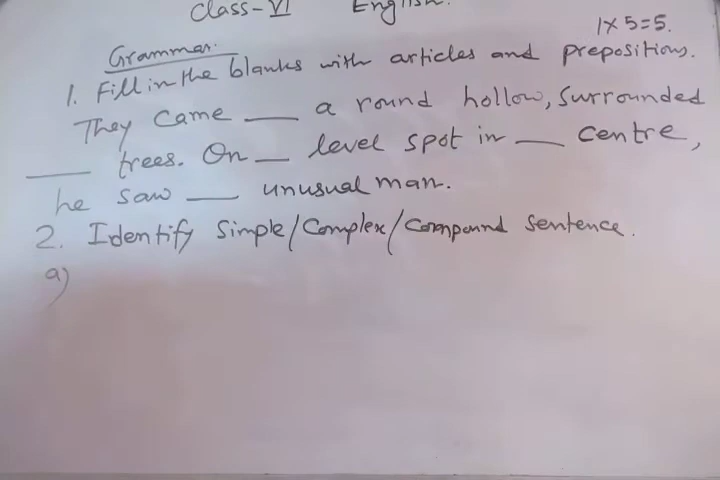 Class-VI English.
1×5=5.
Grammar.
1. Fill in the blanks with articles and prepositions.
They came ___ a round hollow, surrounded
___ trees. On ___ level spot in ___ centre,
he saw ___ unusual man.
2. Identify Simple/Complex/Compound sentence.
a)